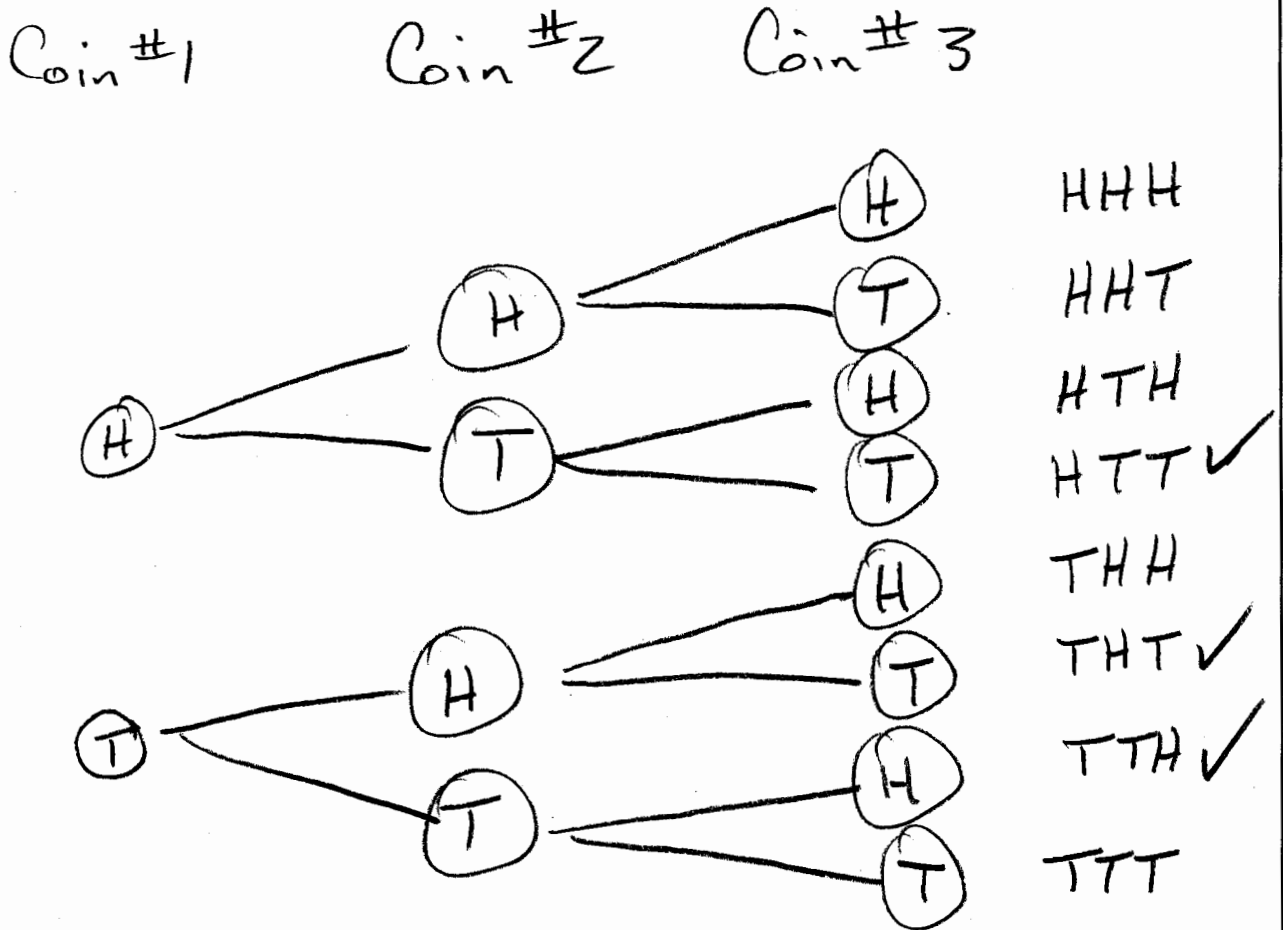 Coin #1 Coin #2 Coin #3
H HHH
H T HHT
H T H HTH
T HTT ✓
H THH
H T THT ✓
T H TTH ✓
T T TTT